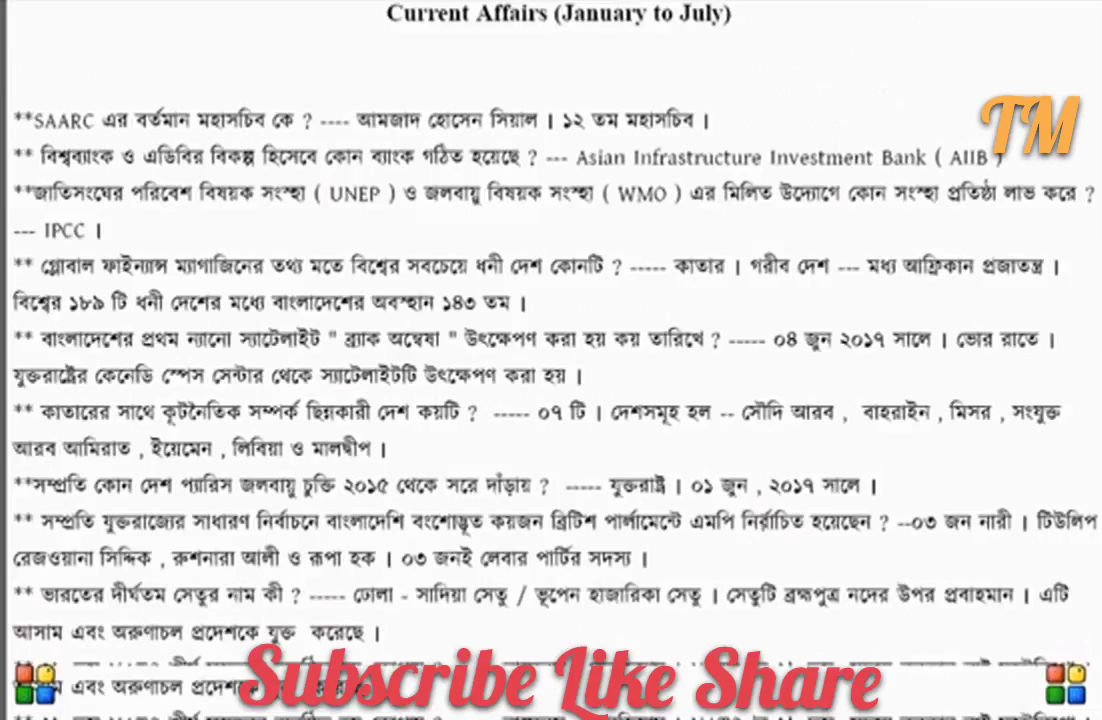 Current Affairs (January to July)
TM
**SAARC এর বর্তমান মহাসচিব কে ? ---- আমজাদ হোসেন সিয়াল । ১২ তম মহাসচিব ।
** বিশ্বব্যাংক ও এডিবির বিকল্প হিসেবে কোন ব্যাংক গঠিত হয়েছে ? --- Asian Infrastructure Investment Bank ( AIIB )
**জাতিসংঘের পরিবেশ বিষয়ক সংস্থা ( UNEP ) ও জলবায়ু বিষয়ক সংস্থা ( WMO ) এর মিলিত উদ্যোগে কোন সংস্থা প্রতিষ্ঠা লাভ করে ?
--- IPCC ।
** গ্লোবাল ফাইন্যান্স ম্যাগাজিনের তথ্য মতে বিশ্বের সবচেয়ে ধনী দেশ কোনটি ? ----- কাতার । গরীব দেশ --- মধ্য আফ্রিকান প্রজাতন্ত্র ।
বিশ্বের ১৮৯ টি ধনী দেশের মধ্যে বাংলাদেশের অবস্থান ১৪৩ তম ।
** বাংলাদেশের প্রথম ন্যানো স্যাটেলাইট " ব্র্যাক অন্বেষা " উৎক্ষেপণ করা হয় কয় তারিখে ? ----- ০৪ জুন ২০১৭ সালে । ভোর রাতে ।
যুক্তরাষ্ট্রের কেনেডি স্পেস সেন্টার থেকে স্যাটেলাইটটি উৎক্ষেপণ করা হয় ।
** কাতারের সাথে কূটনৈতিক সম্পর্ক ছিন্নকারী দেশ কয়টি ? ----- ০৭ টি । দেশসমূহ হল -- সৌদি আরব , বাহরাইন , মিসর , সংযুক্ত
আরব আমিরাত , ইয়েমেন , লিবিয়া ও মালদ্বীপ ।
**সম্প্রতি কোন দেশ প্যারিস জলবায়ু চুক্তি ২০১৫ থেকে সরে দাঁড়ায় ? ----- যুক্তরাষ্ট্র । ০১ জুন , ২০১৭ সালে ।
** সম্প্রতি যুক্তরাজ্যের সাধারণ নির্বাচনে বাংলাদেশি বংশোদ্ভূত কয়জন ব্রিটিশ পার্লামেন্টে এমপি নির্বাচিত হয়েছেন ? --০৩ জন নারী । টিউলিপ
রেজওয়ানা সিদ্দিক , রুশনারা আলী ও রূপা হক । ০৩ জনই লেবার পার্টির সদস্য ।
** ভারতের দীর্ঘতম সেতুর নাম কী ? ----- ঢোলা - সাদিয়া সেতু / ভূপেন হাজারিকা সেতু । সেতুটি ব্রহ্মপুত্র নদের উপর প্রবাহমান । এটি
আসাম এবং অরুণাচল প্রদেশকে যুক্ত করেছে ।
এবং অরুণাচল প্রদেশকে
Subscribe Like Share